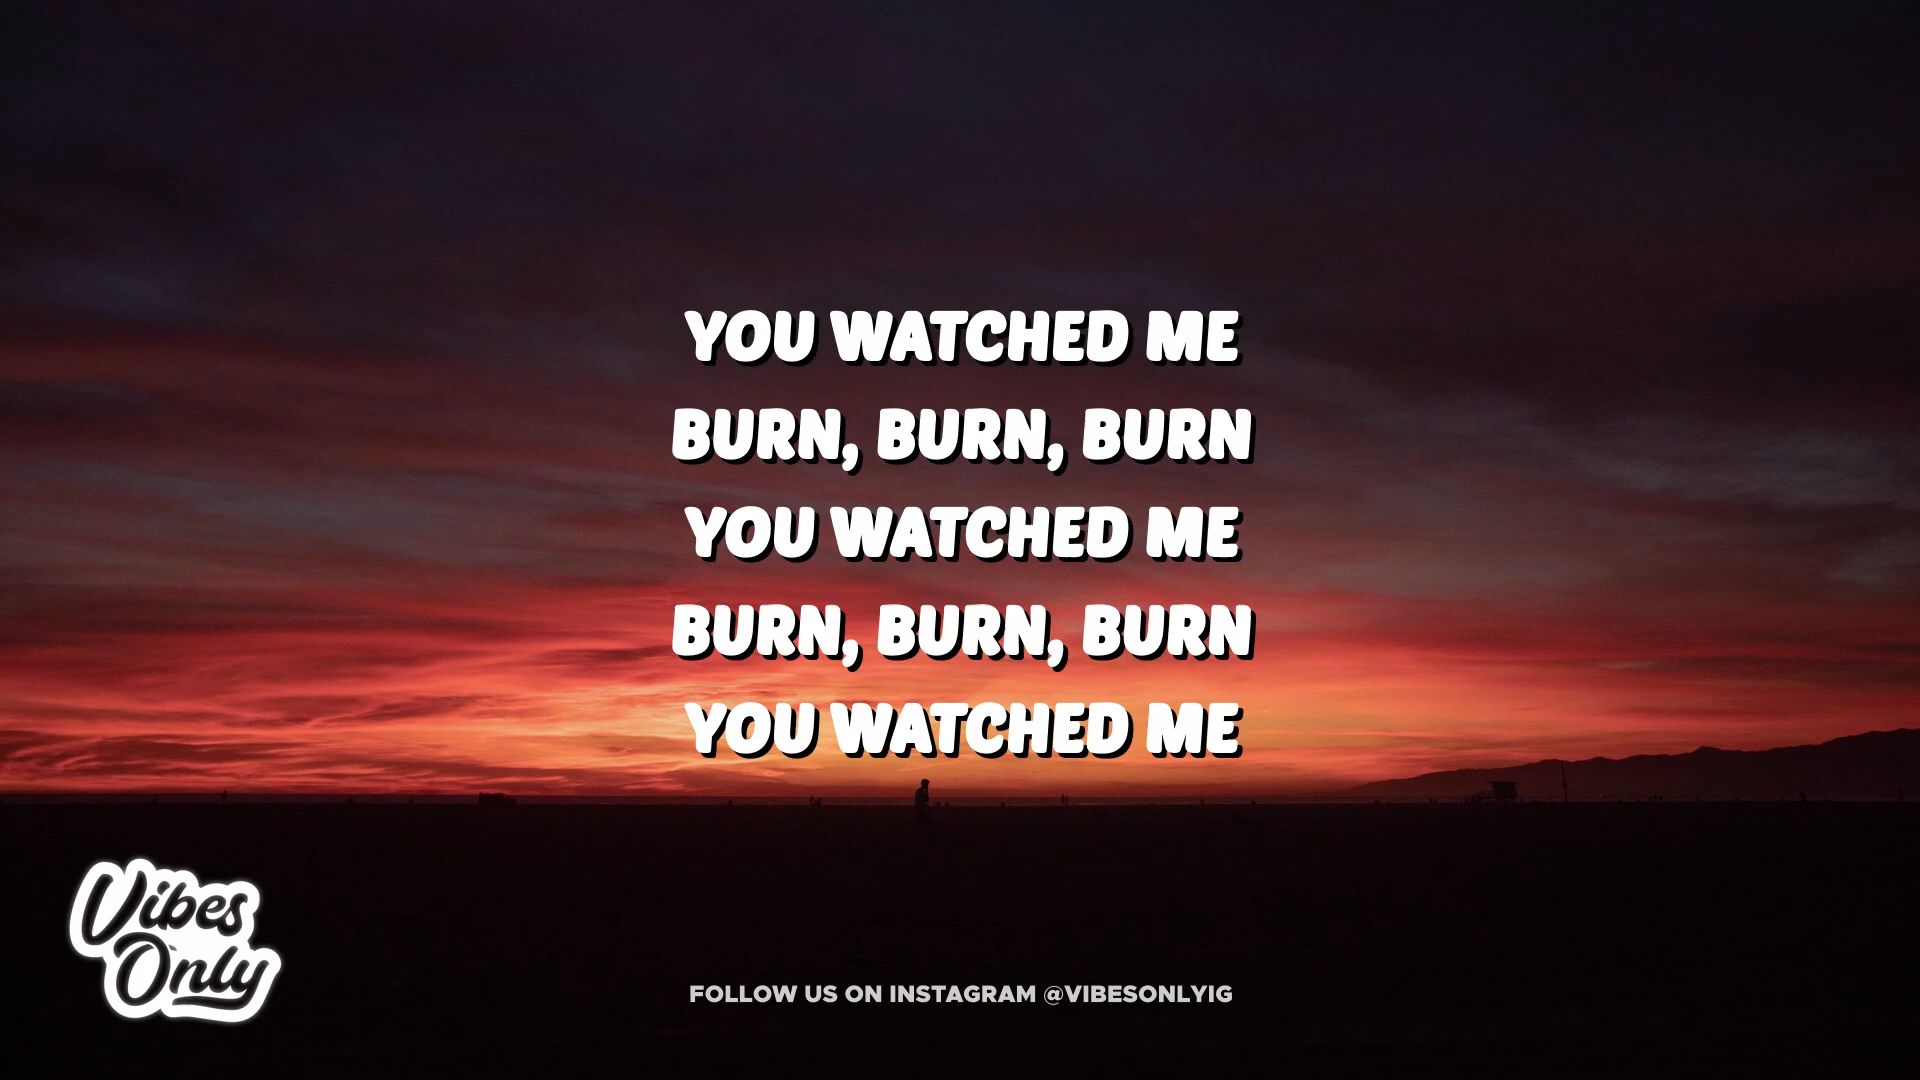 YOU WATCHED ME
BURN, BURN, BURN
YOU WATCHED ME
BURN, BURN, BURN
YOU WATCHED ME
Vibes
Only
FOLLOW US ON INSTAGRAM @VIBESONLYIG